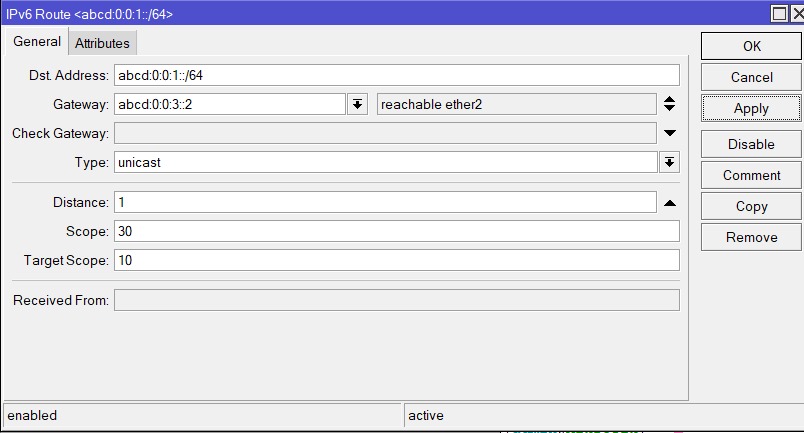 IPv6 Route <abcd:0:0:1::/64>
General Attributes
OK
Dst. Address: abcd:0:0:1::/64
Cancel
Gateway: abcd:0:0:3::2 reachable ether2
Apply
Check Gateway:
Disable
Type: unicast
Comment
Distance: 1
Copy
Scope: 30
Remove
Target Scope: 10
Received From:
enabled active